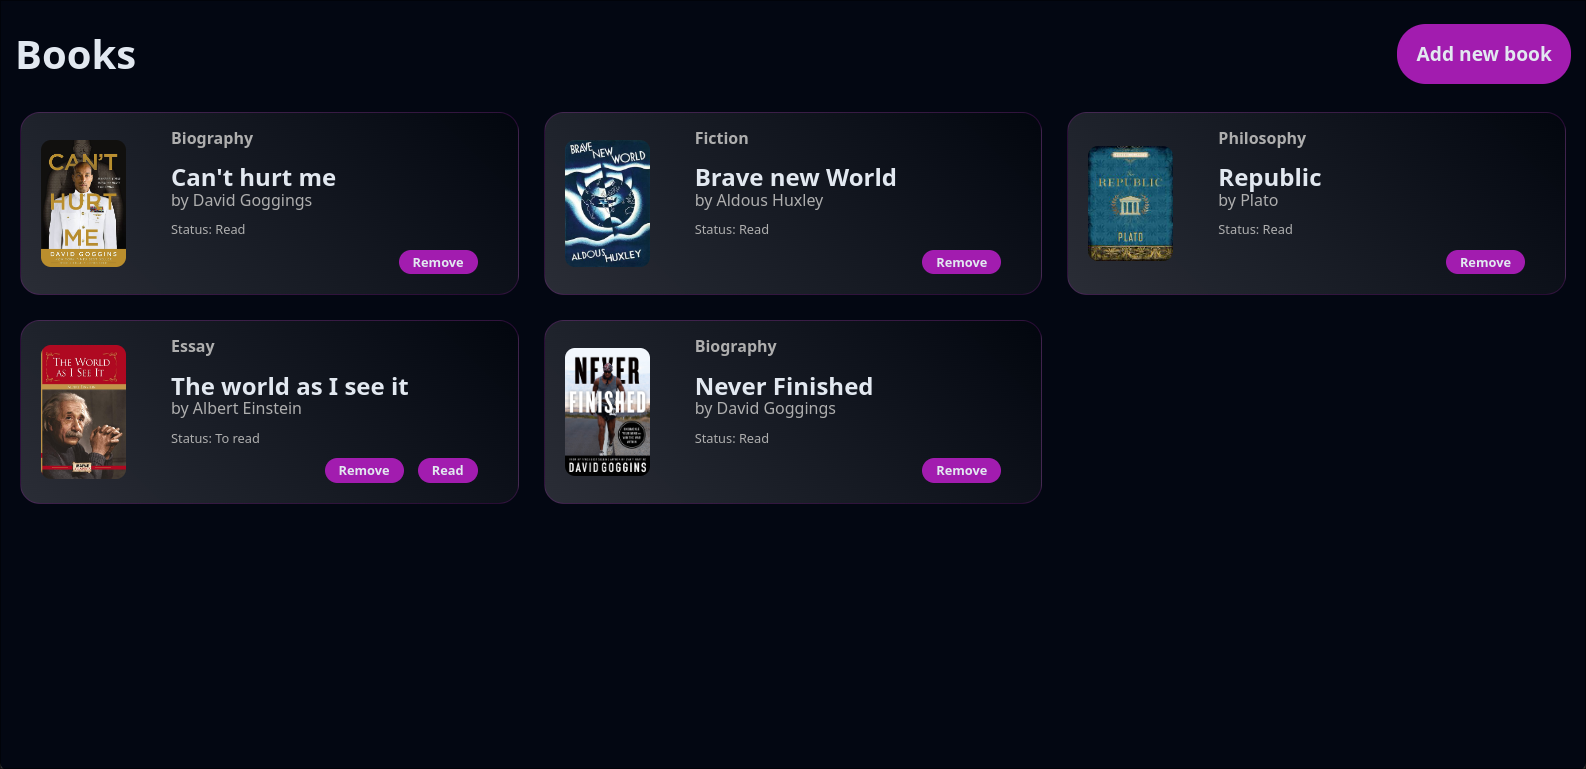 Books
Add new book
CAN'T
HURT
ME
DAVID GOGGINS
Biography
Can't hurt me
by David Goggings
Status: Read
Remove
BRAVE NEW WORLD
ALDOUS HUXLEY
Fiction
Brave new World
by Aldous Huxley
Status: Read
Remove
The
REPUBLIC
PLATO
Philosophy
Republic
by Plato
Status: Read
Remove
THE WORLD
AS I SEE IT
Essay
The world as I see it
by Albert Einstein
Status: To read
Remove
Read
NEVER
FINISHED
DAVID GOGGINS
Biography
Never Finished
by David Goggings
Status: Read
Remove